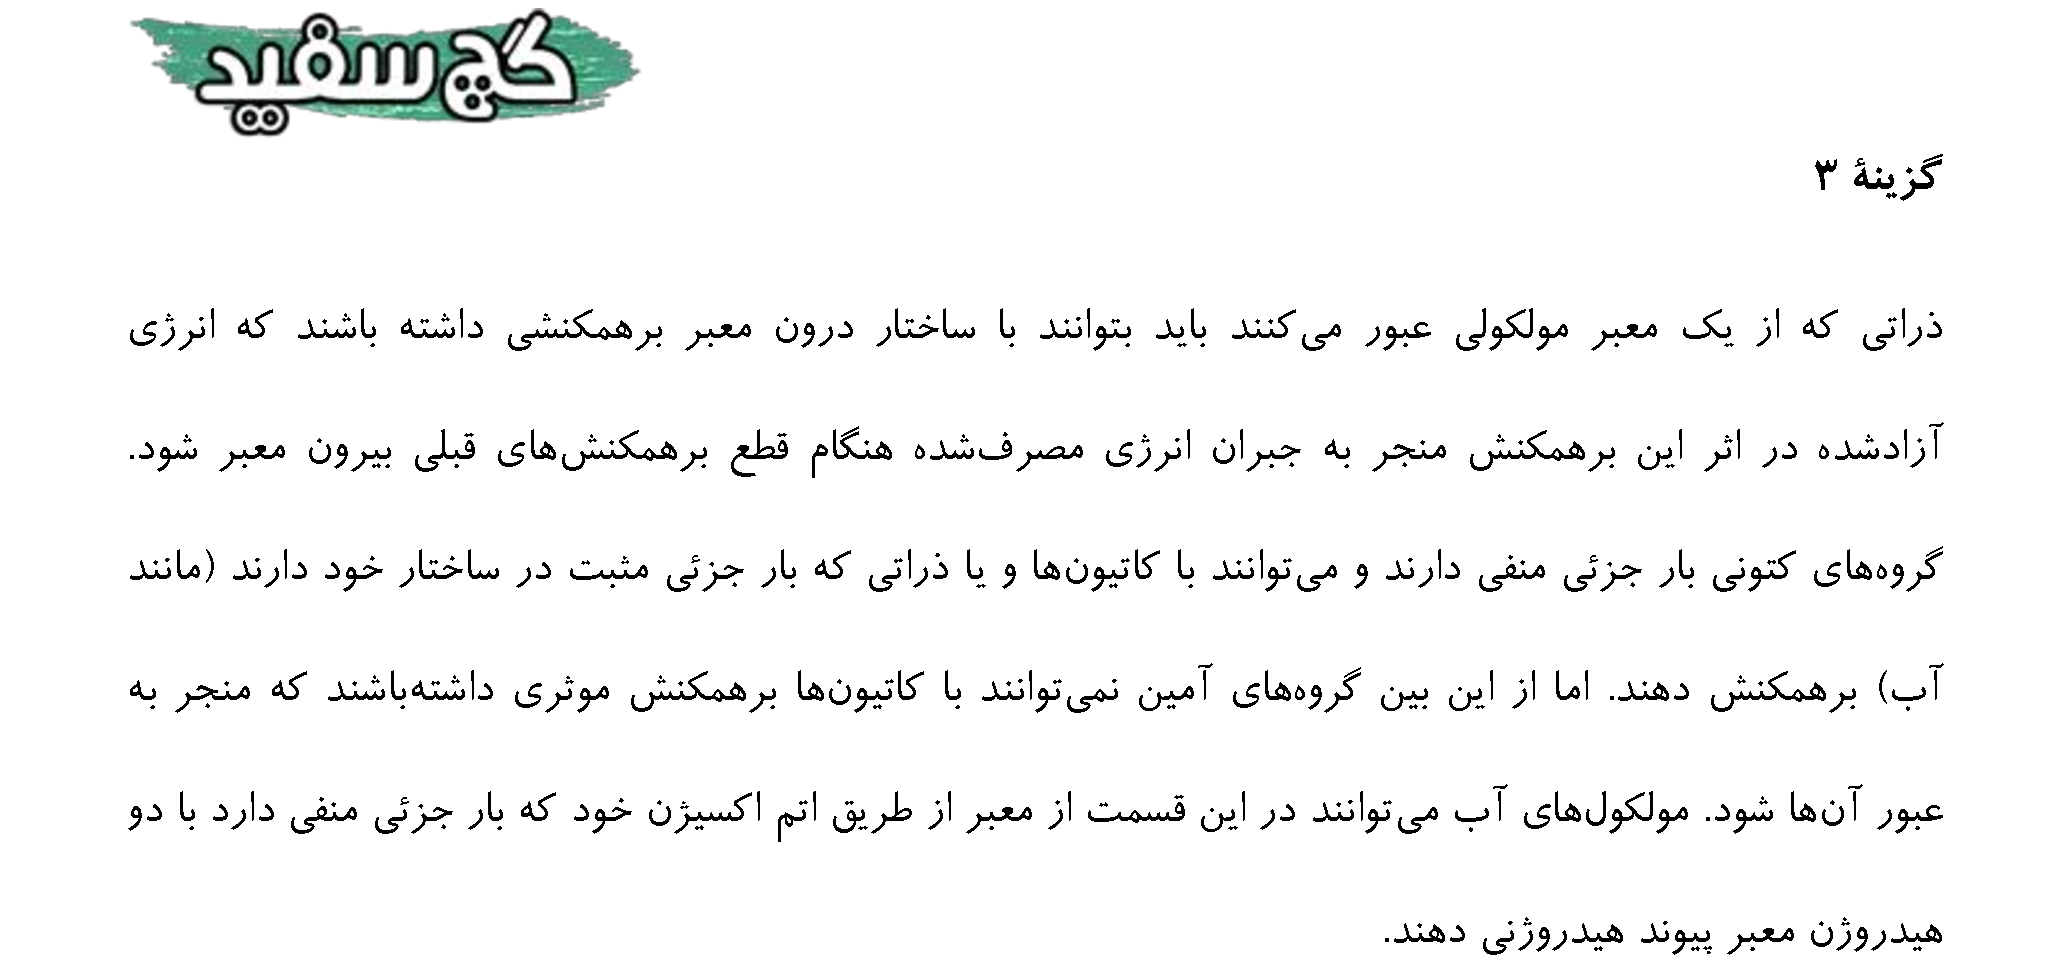 گچ سفید
گزینهٔ ۳
ذراتی که از یک معبر مولکولی عبور می‌کنند باید بتوانند با ساختار درون معبر برهمکنشی داشته باشند که انرژی
آزادشده در اثر این برهمکنش منجر به جبران انرژی مصرف‌شده هنگام قطع برهمکنش‌های قبلی بیرون معبر شود.
گروه‌های کتونی بار جزئی منفی دارند و می‌توانند با کاتیون‌ها و یا ذراتی که بار جزئی مثبت در ساختار خود دارند (مانند
آب) برهمکنش دهند. اما از این بین گروه‌های آمین نمی‌توانند با کاتیون‌ها برهمکنش موثری داشته‌باشند که منجر به
عبور آن‌ها شود. مولکول‌های آب می‌توانند در این قسمت از معبر از طریق اتم اکسیژن خود که بار جزئی منفی دارد با دو
هیدروژن معبر پیوند هیدروژنی دهند.